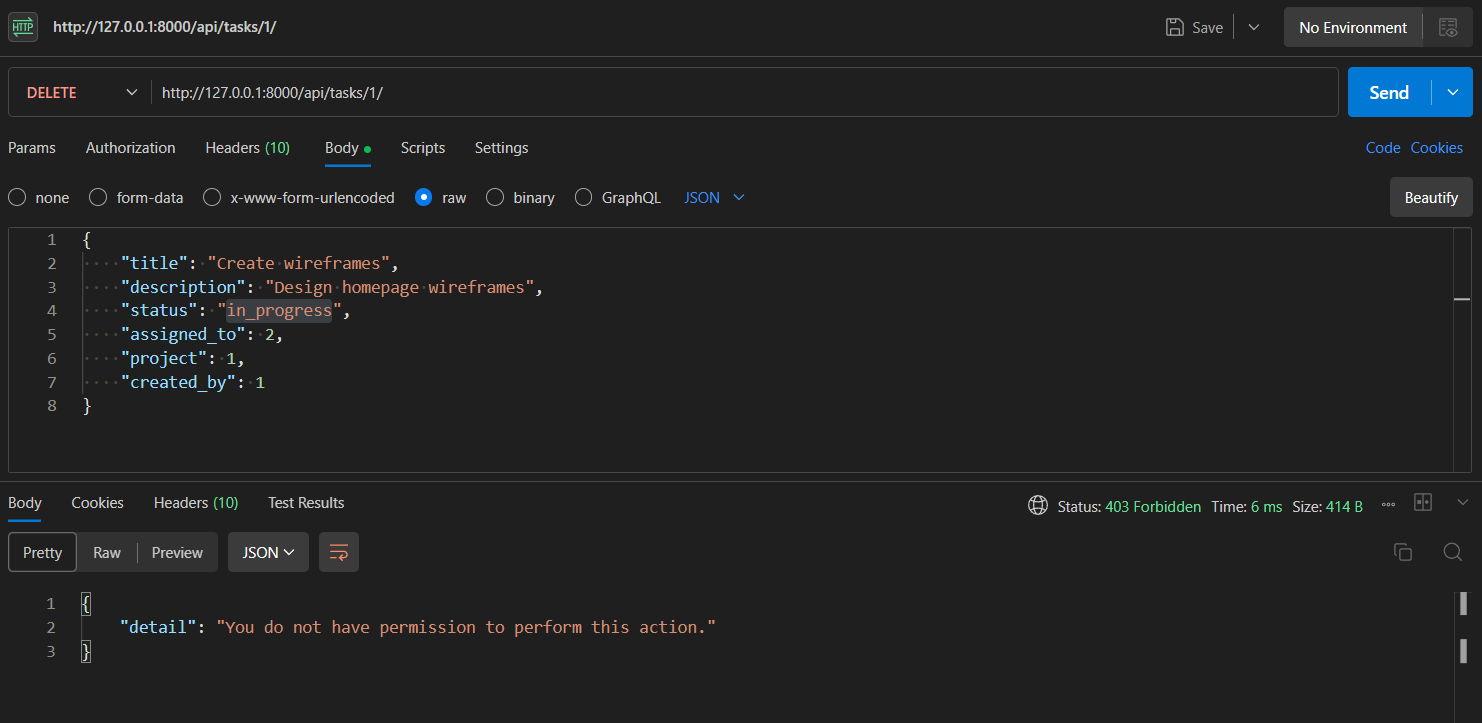 HTTP http://127.0.0.1:8000/api/tasks/1/ Save No Environment
DELETE http://127.0.0.1:8000/api/tasks/1/ Send
Params Authorization Headers (10) Body Scripts Settings Code Cookies
none form-data x-www-form-urlencoded raw binary GraphQL JSON Beautify
1 {
2 "title": "Create wireframes",
3 "description": "Design homepage wireframes",
4 "status": "in_progress",
5 "assigned_to": 2,
6 "project": 1,
7 "created_by": 1
8 }
Body Cookies Headers (10) Test Results Status: 403 Forbidden Time: 6 ms Size: 414 B
Pretty Raw Preview JSON
1 {
2 "detail": "You do not have permission to perform this action."
3 }